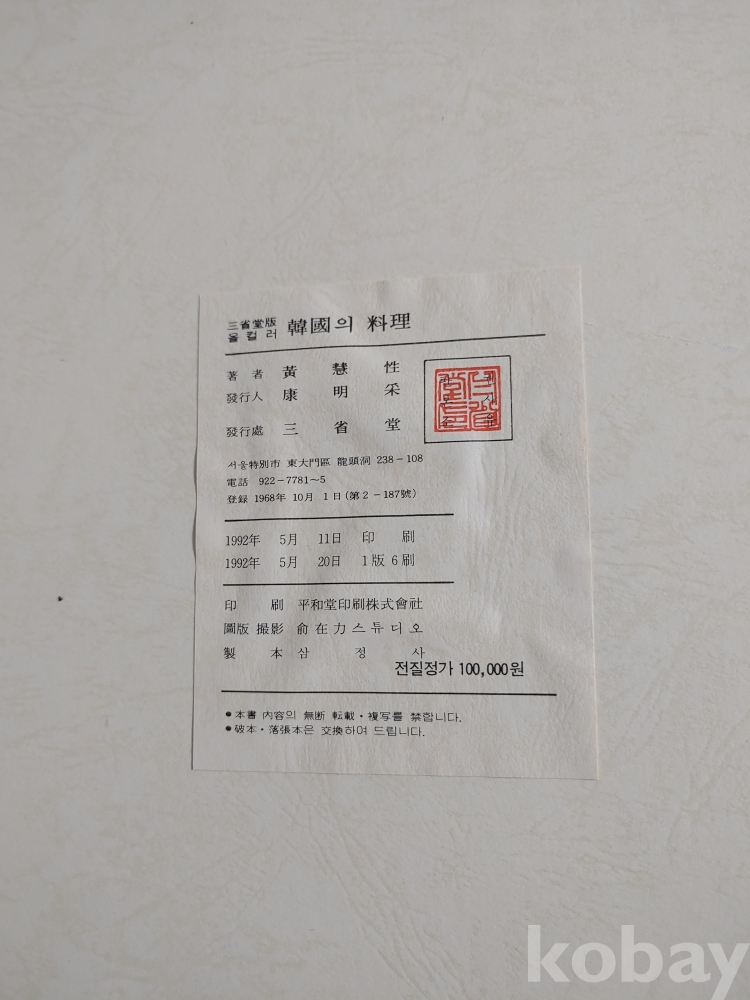 三省堂版
올 컬 러
韓國의 料理
著 者 黃 慧 性
發行人 康 明 采
發行處 三 省 堂
서울特別市 東大門區 龍頭洞 238－108
電話 922－7781～5
登録 1968年 10月 1日(第2－187號)
1992年 5月 11日 印 刷
1992年 5月 20日 1版 6刷
印 刷 平和堂印刷株式會社
圖版 撮影 俞在力스튜디오
製 本 삼 정 사
전질정가 100,000원
●本書 內容의 無断 転載・複写를 禁합니다.
●破本・落張本은 交換하여 드립니다.
kobay